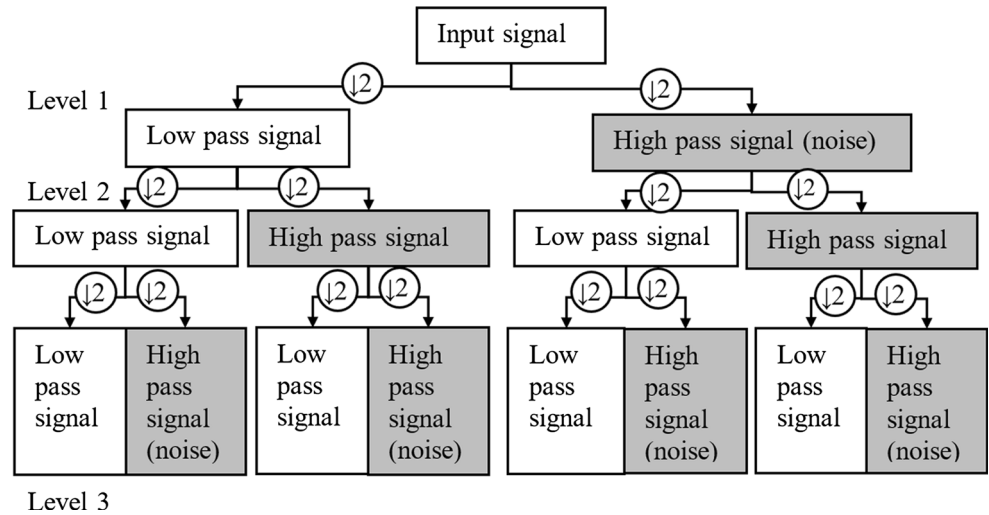 Input signal
↓2
↓2
Level 1
Low pass signal
High pass signal (noise)
Level 2
↓2
↓2
↓2
↓2
Low pass signal
High pass signal
Low pass signal
High pass signal
↓2
↓2
↓2
↓2
↓2
↓2
↓2
↓2
Low
pass
signal
High
pass
signal
(noise)
Low
pass
signal
High
pass
signal
(noise)
Low
pass
signal
High
pass
signal
(noise)
Low
pass
signal
High
pass
signal
(noise)
Level 3